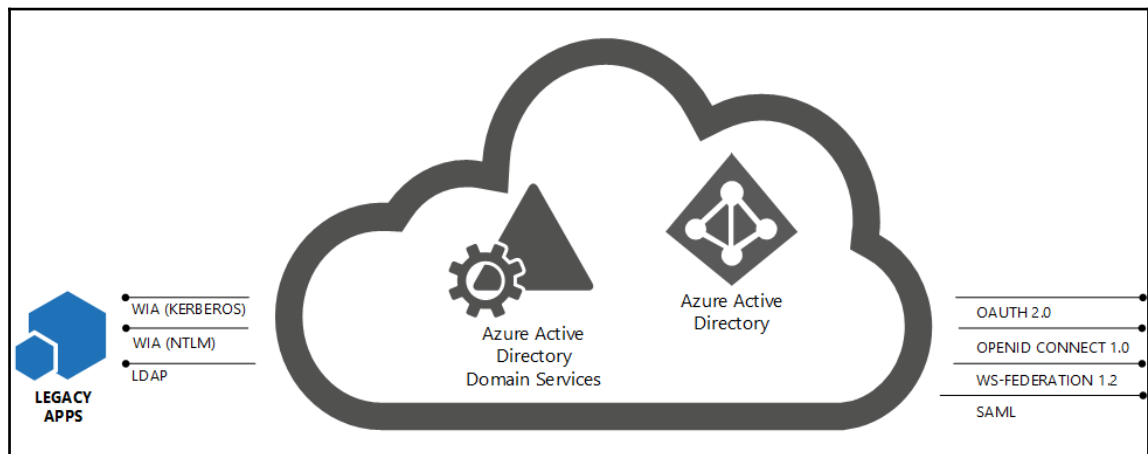 WIA (KERBEROS)
WIA (NTLM)
LDAP
LEGACY
APPS
Azure Active
Directory
Domain Services
Azure Active
Directory
OAUTH 2.0
OPENID CONNECT 1.0
WS-FEDERATION 1.2
SAML